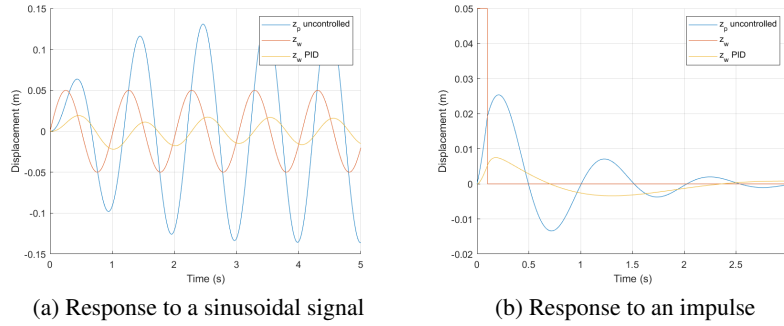 0.15
0.1
0.05
0
-0.05
-0.1
-0.15
Displacement (m)
0
1
2
3
4
5
Time (s)
z_p uncontrolled
z_w
z_w PID
(a) Response to a sinusoidal signal
0.05
0.04
0.03
0.02
0.01
0
-0.01
-0.02
Displacement (m)
0
0.5
1
1.5
2
2.5
Time (s)
z_p uncontrolled
z_w
z_w PID
(b) Response to an impulse